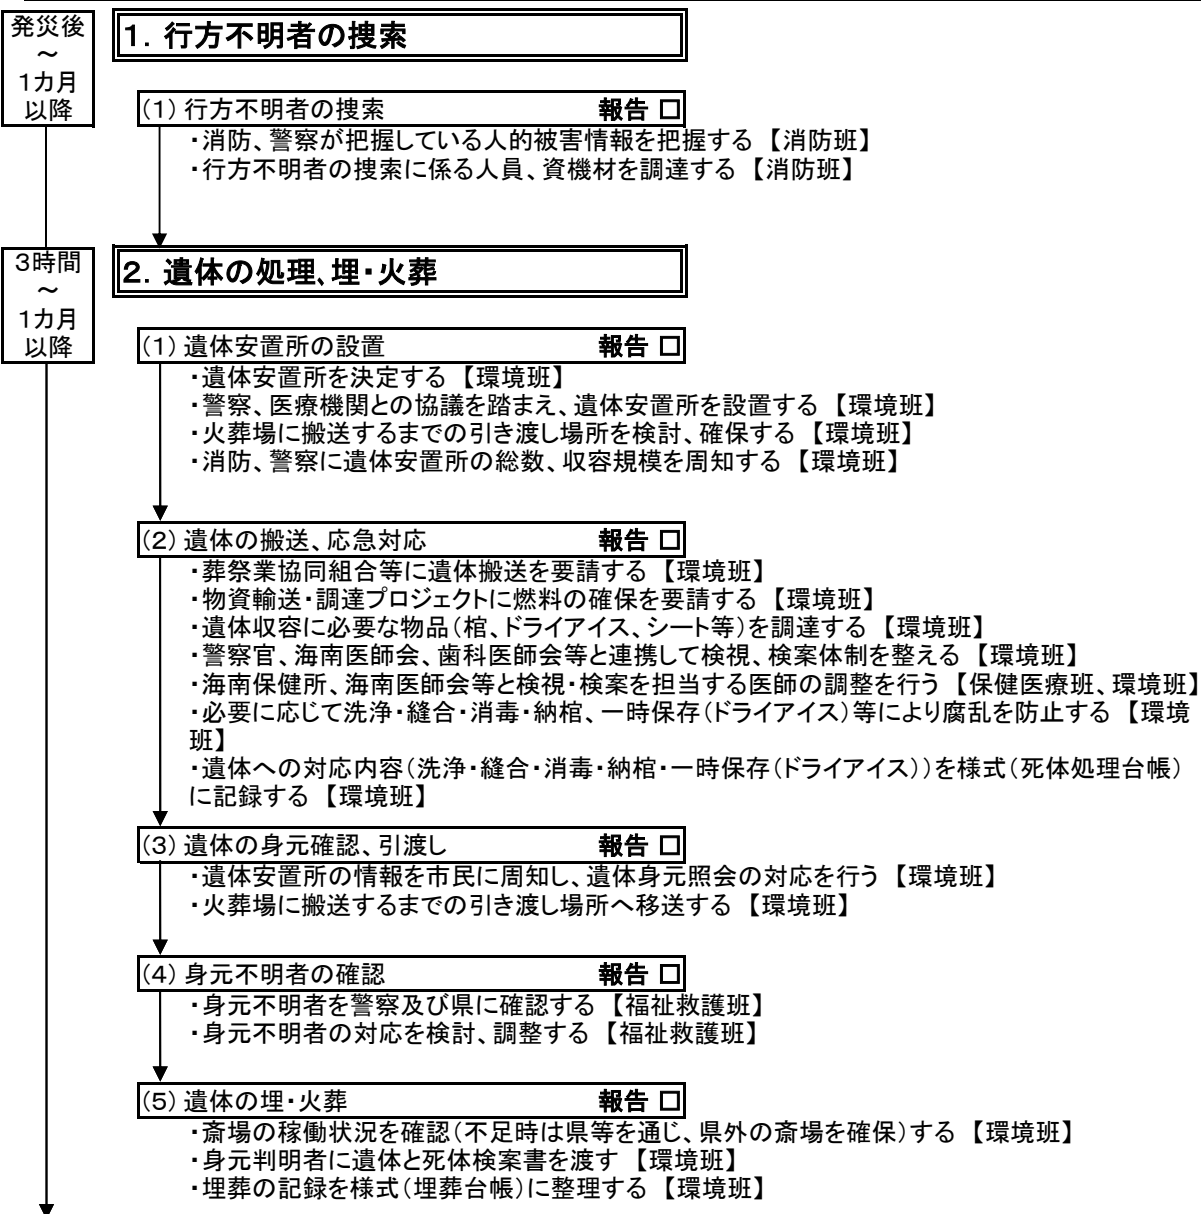 発災後
～
1カ月
以降
1．行方不明者の捜索
(1) 行方不明者の捜索 報告 □
・消防、警察が把握している人的被害情報を把握する 【消防班】
・行方不明者の捜索に係る人員、資機材を調達する 【消防班】
3時間
～
1カ月
以降
2．遺体の処理、埋・火葬
(1) 遺体安置所の設置 報告 □
・遺体安置所を決定する 【環境班】
・警察、医療機関との協議を踏まえ、遺体安置所を設置する 【環境班】
・火葬場に搬送するまでの引き渡し場所を検討、確保する 【環境班】
・消防、警察に遺体安置所の総数、収容規模を周知する 【環境班】
(2) 遺体の搬送、応急対応 報告 □
・葬祭業協同組合等に遺体搬送を要請する 【環境班】
・物資輸送・調達プロジェクトに燃料の確保を要請する 【環境班】
・遺体収容に必要な物品（棺、ドライアイス、シート等）を調達する 【環境班】
・警察官、海南医師会、歯科医師会等と連携して検視、検案体制を整える 【環境班】
・海南保健所、海南医師会等と検視・検案を担当する医師の調整を行う 【保健医療班、環境班】
・必要に応じて洗浄・縫合・消毒・納棺、一時保存（ドライアイス）等により腐乱を防止する 【環境
班】
・遺体への対応内容（洗浄・縫合・消毒・納棺・一時保存（ドライアイス））を様式（死体処理台帳）
に記録する 【環境班】
(3) 遺体の身元確認、引渡し 報告 □
・遺体安置所の情報を市民に周知し、遺体身元照会の対応を行う 【環境班】
・火葬場に搬送するまでの引き渡し場所へ移送する 【環境班】
(4) 身元不明者の確認 報告 □
・身元不明者を警察及び県に確認する 【福祉救護班】
・身元不明者の対応を検討、調整する 【福祉救護班】
(5) 遺体の埋・火葬 報告 □
・斎場の稼働状況を確認（不足時は県等を通じ、県外の斎場を確保）する 【環境班】
・身元判明者に遺体と死体検案書を渡す 【環境班】
・埋葬の記録を様式（埋葬台帳）に整理する 【環境班】